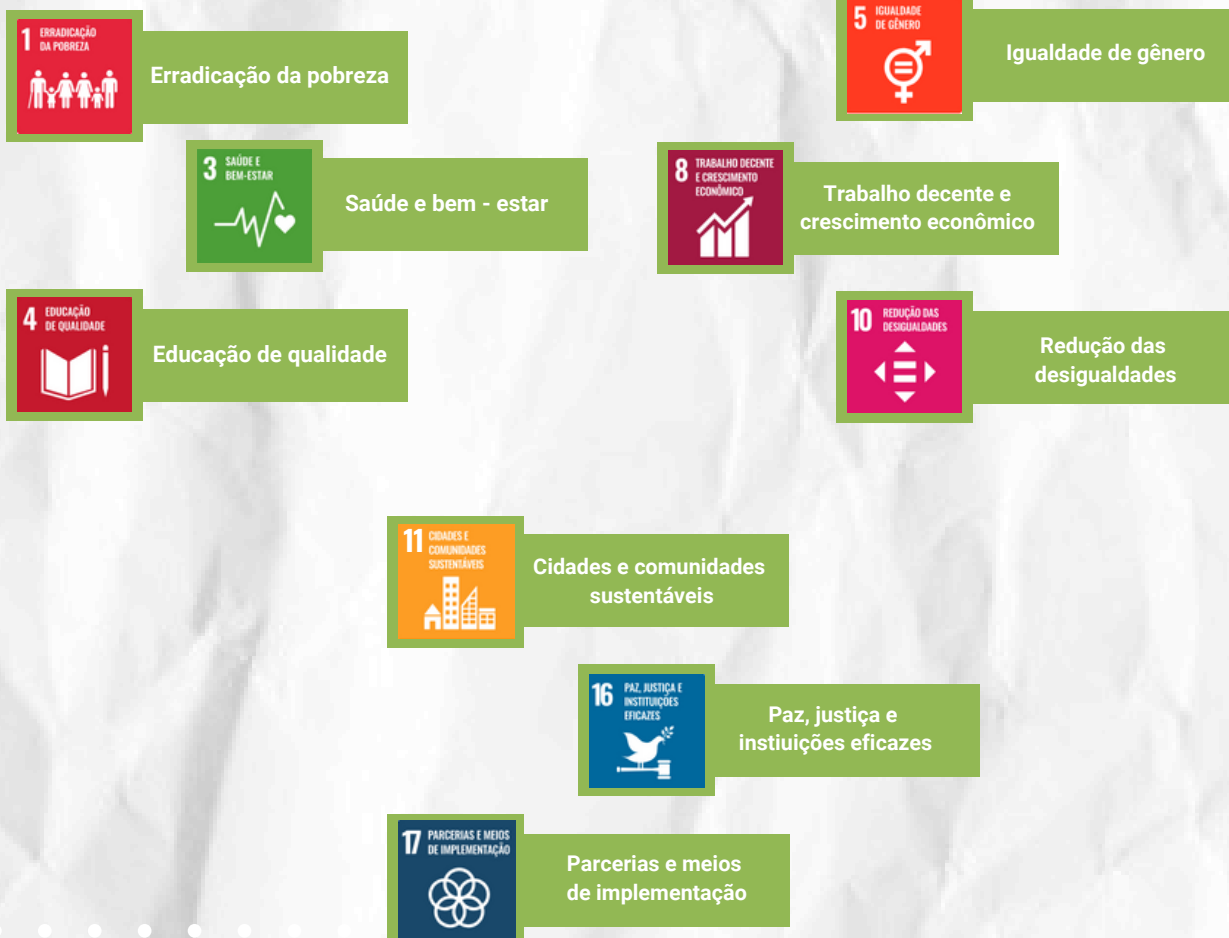 1 ERRADICAÇÃO
DA POBREZA
Erradicação da pobreza
5 IGUALDADE
DE GÊNERO
Igualdade de gênero
3 SAÚDE E
BEM-ESTAR
Saúde e bem - estar
8 TRABALHO DECENTE
E CRESCIMENTO
ECONÔMICO
Trabalho decente e
crescimento econômico
4 EDUCAÇÃO
DE QUALIDADE
Educação de qualidade
10 REDUÇÃO DAS
DESIGUALDADES
Redução das
desigualdades
11 CIDADES E
COMUNIDADES
SUSTENTÁVEIS
Cidades e comunidades
sustentáveis
16 PAZ, JUSTIÇA E
INSTITUIÇÕES
EFICAZES
Paz, justiça e
instiuições eficazes
17 PARCERIAS E MEIOS
DE IMPLEMENTAÇÃO
Parcerias e meios
de implementação